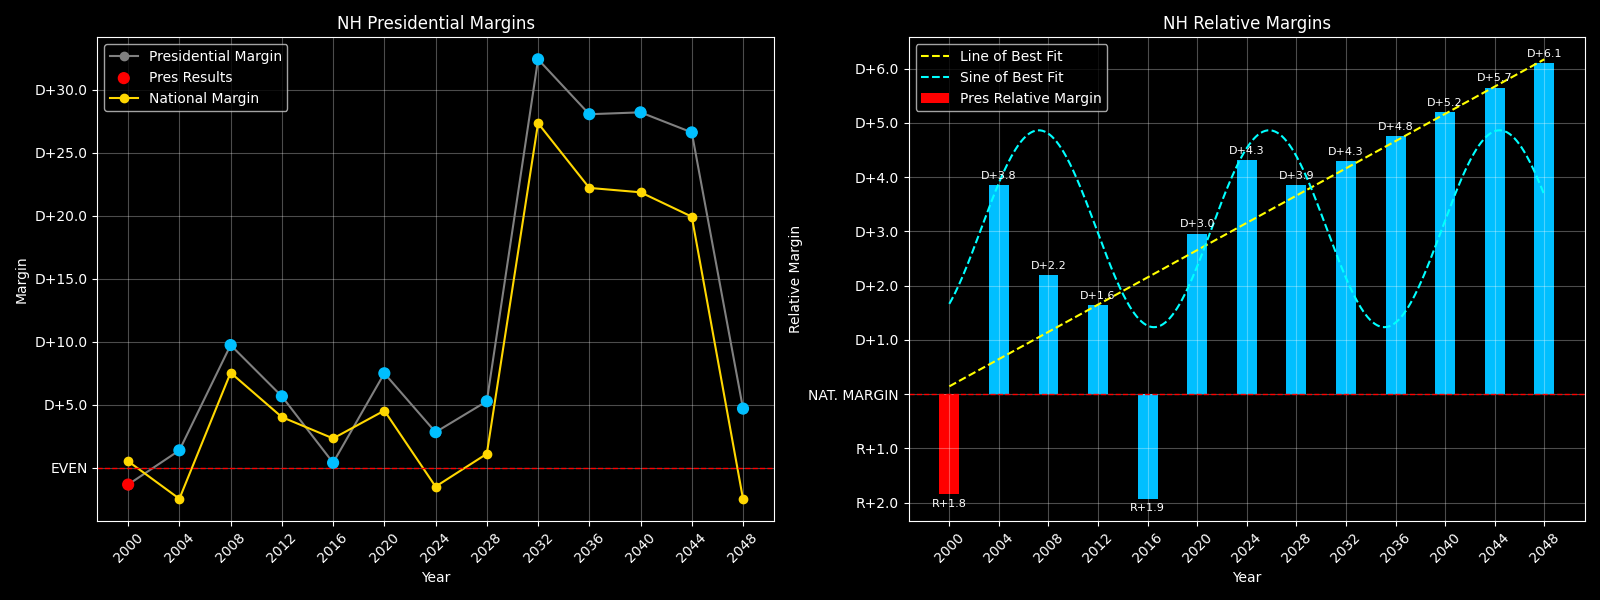 NH Presidential Margins
Presidential Margin
Pres Results
National Margin
Margin
D+30.0
D+25.0
D+20.0
D+15.0
D+10.0
D+5.0
EVEN
2000 2004 2008 2012 2016 2020 2024 2028 2032 2036 2040 2044 2048
Year
NH Relative Margins
Line of Best Fit
Sine of Best Fit
Pres Relative Margin
Relative Margin
D+6.0
D+5.0
D+4.0
D+3.0
D+2.0
D+1.0
NAT. MARGIN
R+1.0
R+2.0
R+1.8
D+3.8
D+2.2
D+1.6
R+1.9
D+3.0
D+4.3
D+3.9
D+4.3
D+4.8
D+5.2
D+5.7
D+6.1
2000 2004 2008 2012 2016 2020 2024 2028 2032 2036 2040 2044 2048
Year